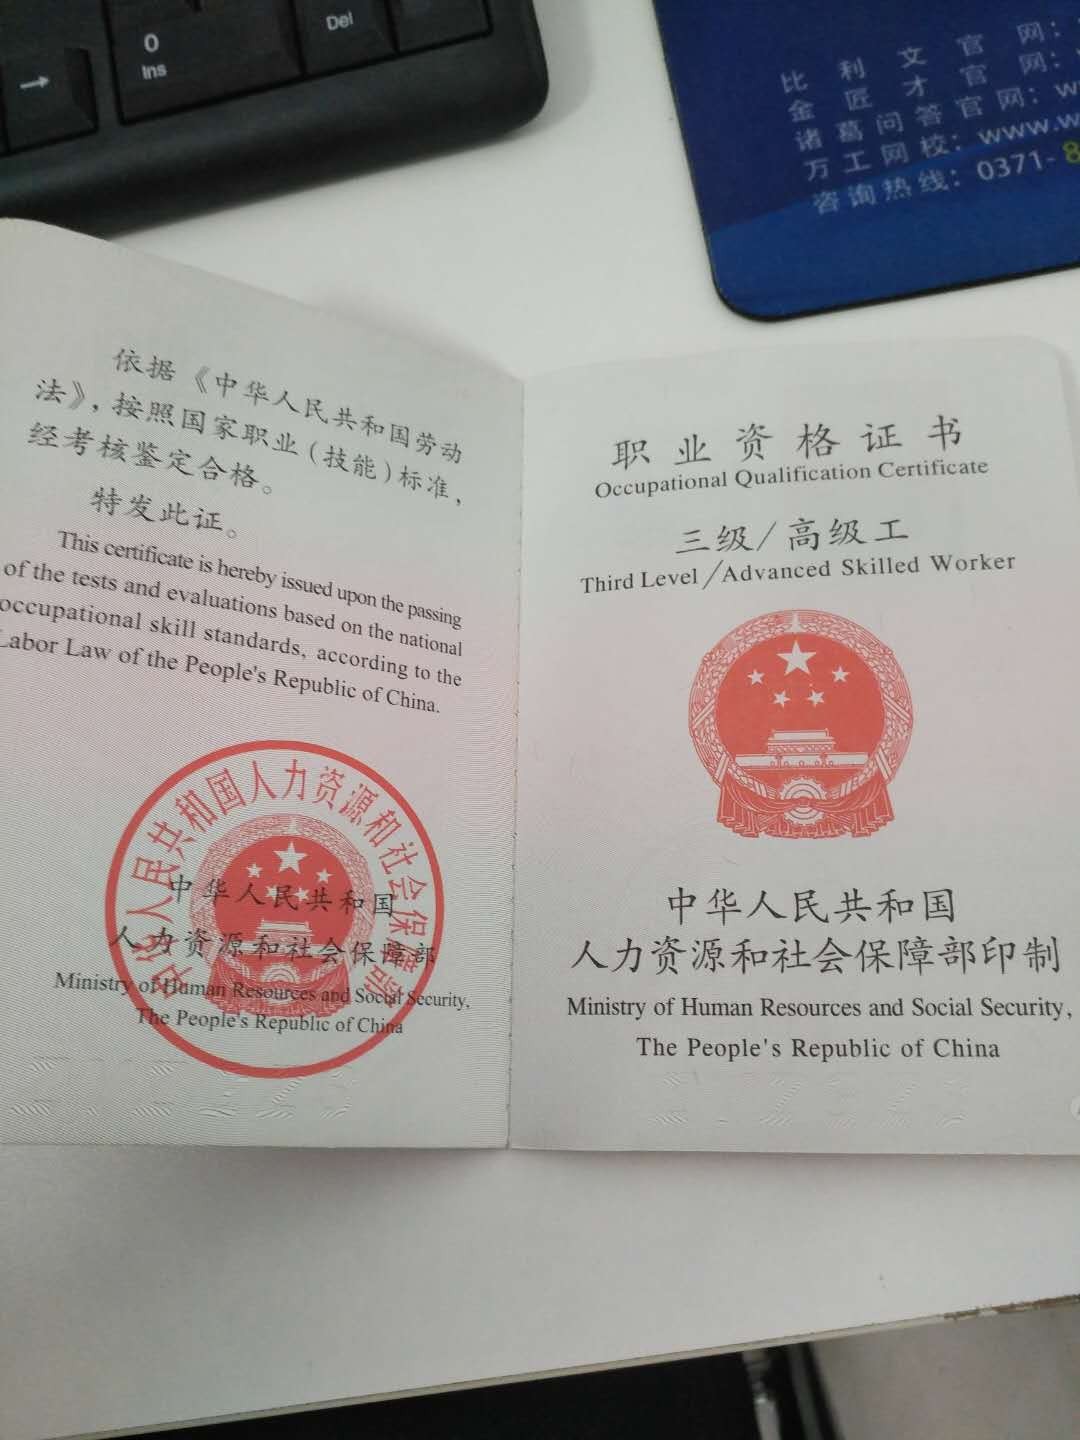 0
Ins
Del
→
比利文官网：
金匠才官网：
诸葛问答官网：w
万工网校：www.w
咨询热线：0371-8
依据《中华人民共和国劳动
法》，按照国家职业（技能）标准，
经考核鉴定合格。
特发此证。
This certificate is hereby issued upon the passing
of the tests and evaluations based on the national
occupational skill standards, according to the
Labor Law of the People's Republic of China.
中华人民共和国人力资源和社会保障部
中华人民共和国
人力资源和社会保障部
Ministry of Human Resources and Social Security,
The People's Republic of China
职业资格证书
Occupational Qualification Certificate
三级/高级工
Third Level/Advanced Skilled Worker
中华人民共和国
人力资源和社会保障部印制
Ministry of Human Resources and Social Security,
The People's Republic of China